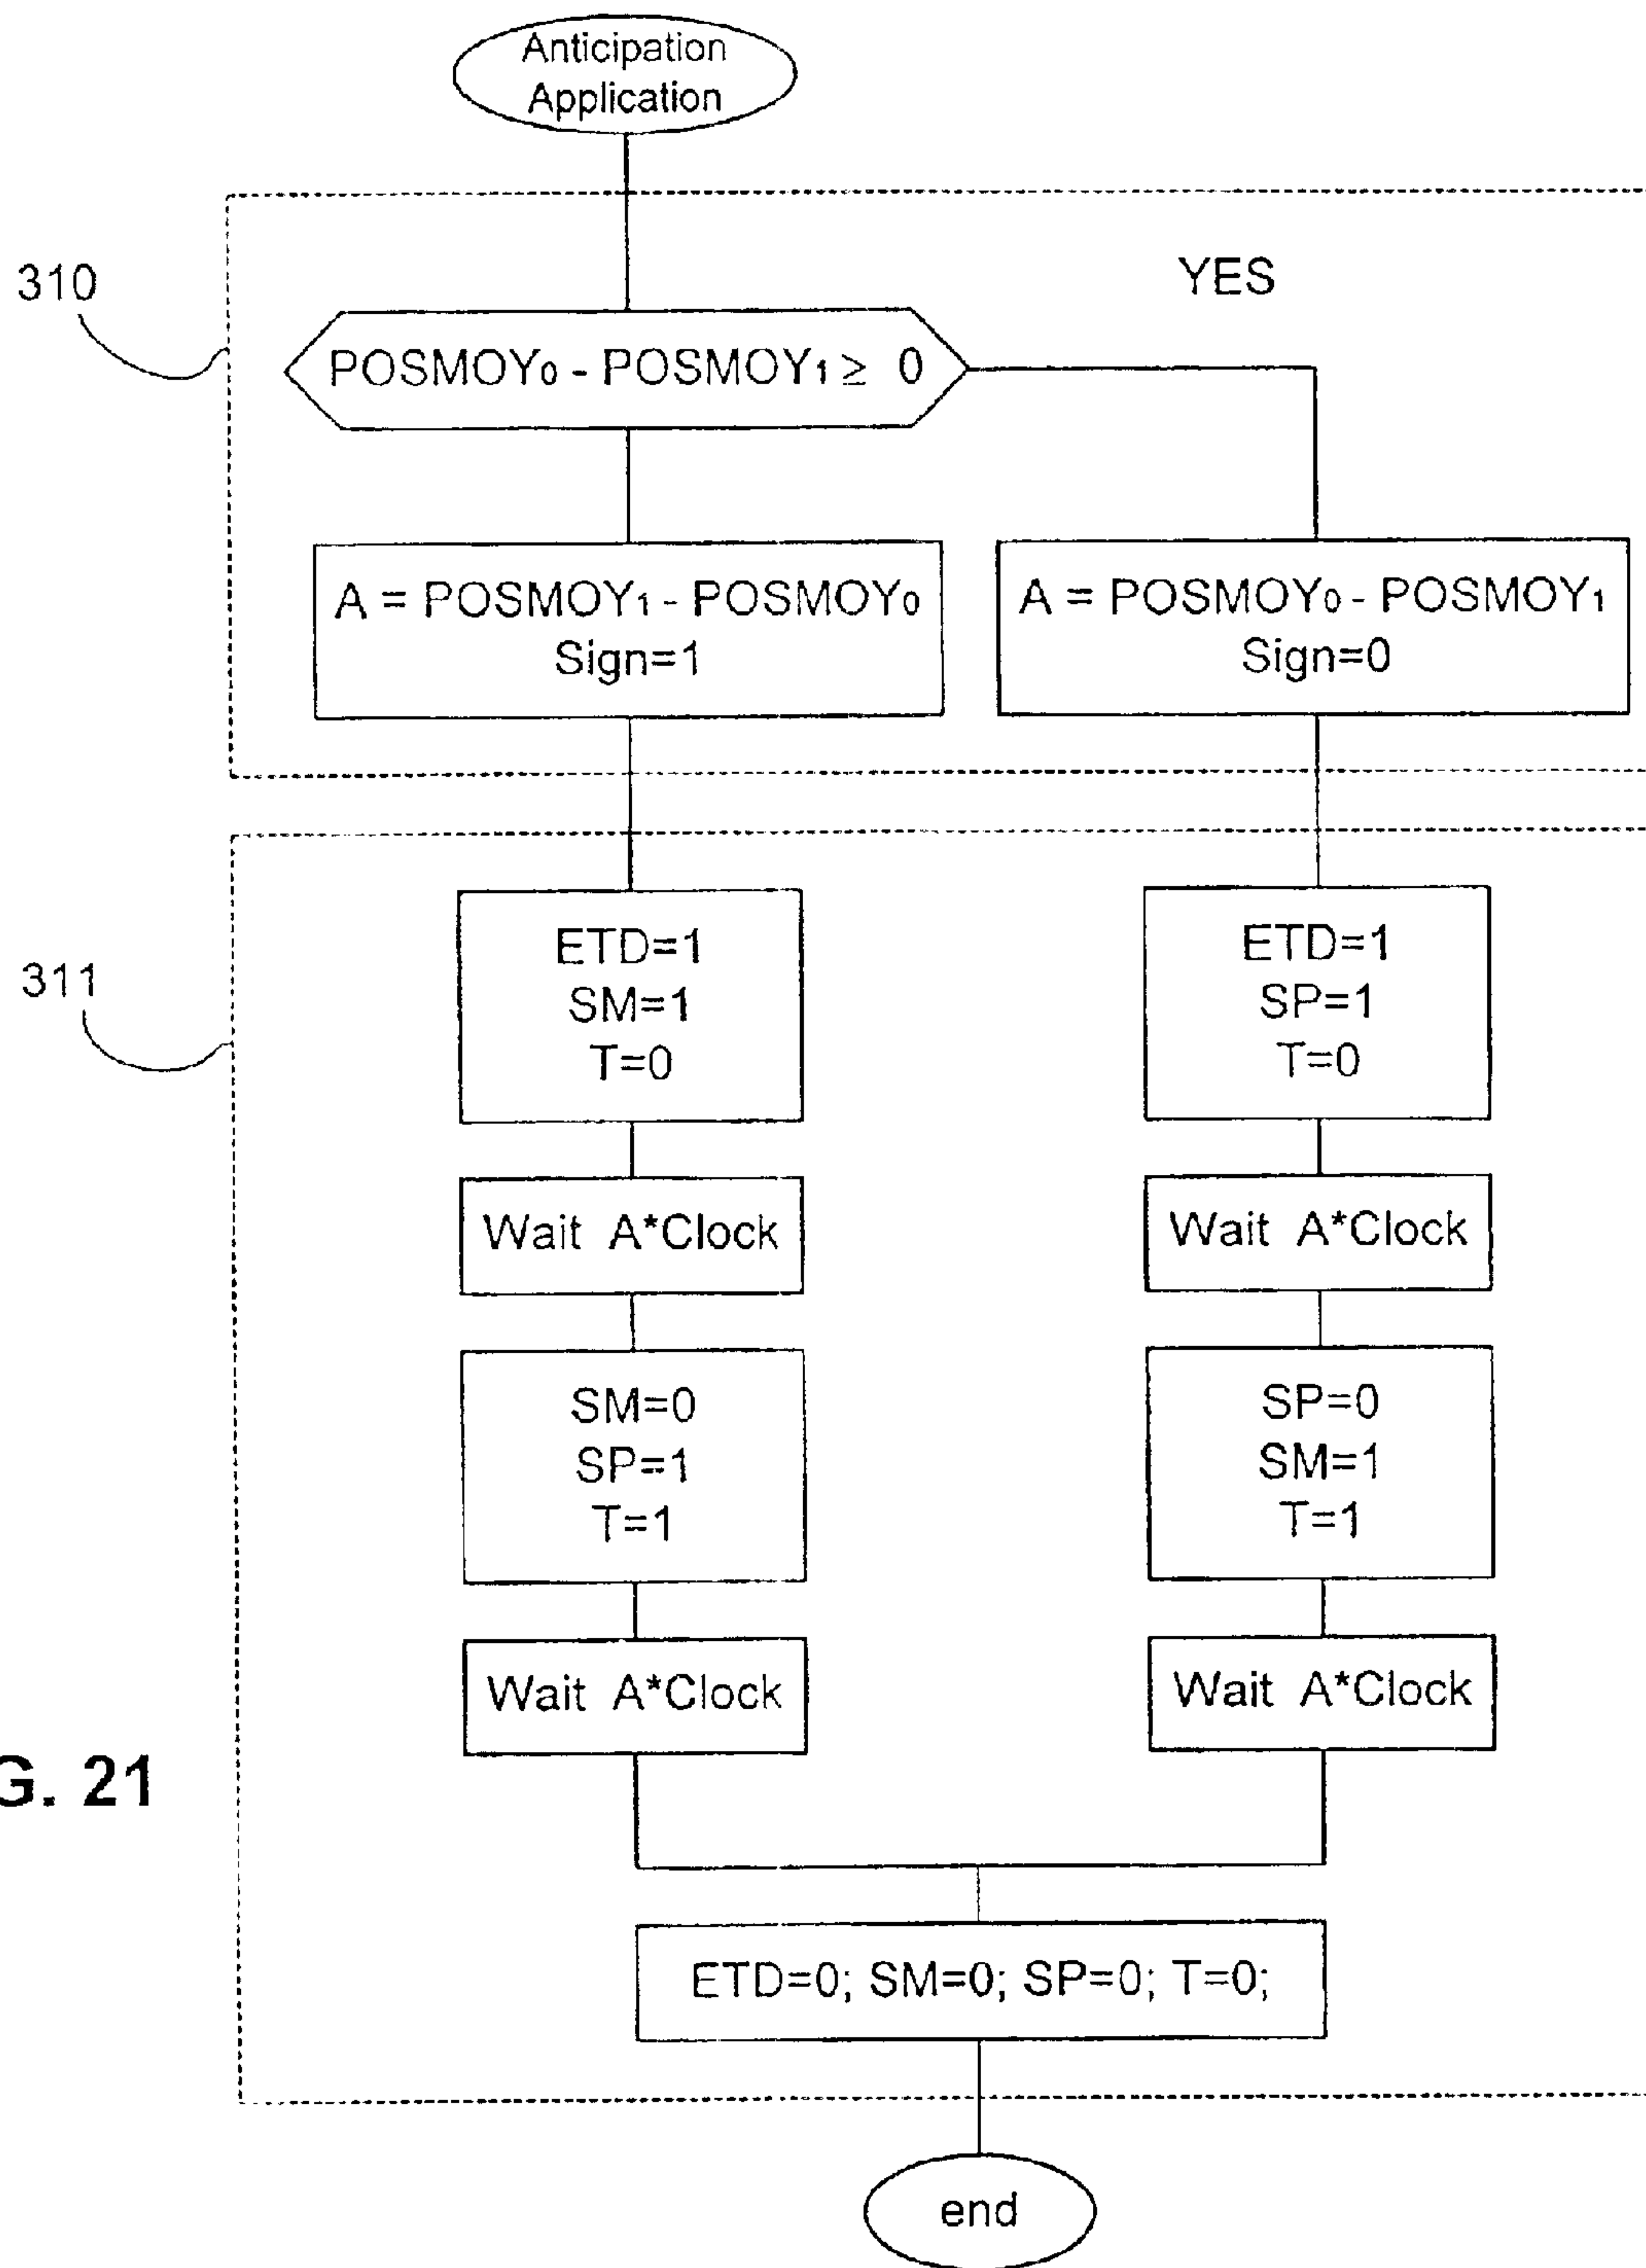 Anticipation
Application
310
YES
POSMOY₀ - POSMOY₁ ≥ 0
A = POSMOY₁ - POSMOY₀
Sign=1
A = POSMOY₀ - POSMOY₁
Sign=0
311
ETD=1
SM=1
T=0
ETD=1
SP=1
T=0
Wait A*Clock
Wait A*Clock
SM=0
SP=1
T=1
SP=0
SM=1
T=1
Wait A*Clock
Wait A*Clock
G. 21
ETD=0; SM=0; SP=0; T=0;
end